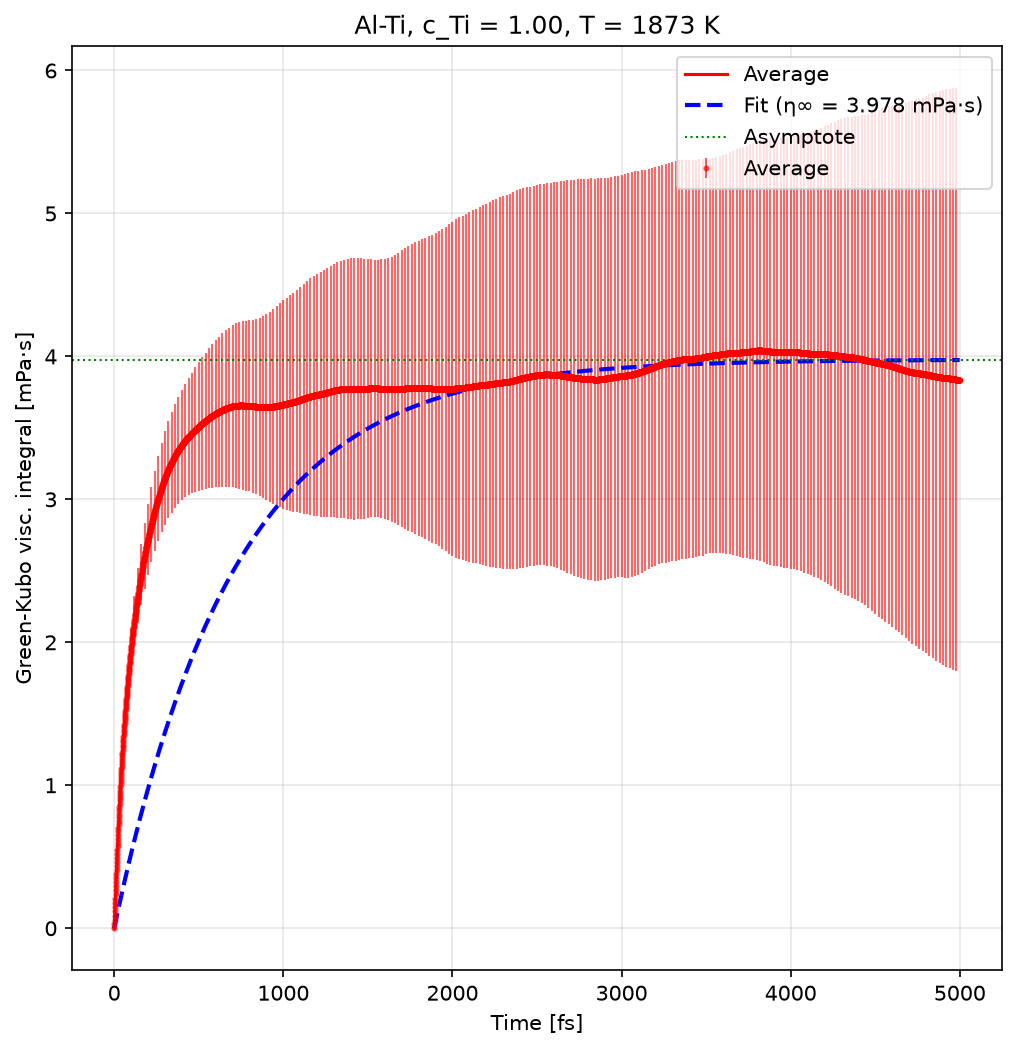 Al-Ti, c_Ti = 1.00, T = 1873 K
Average
Fit (η∞ = 3.978 mPa·s)
Asymptote
Average
6
5
4
3
2
1
0
Green-Kubo visc. integral [mPa·s]
0 1000 2000 3000 4000 5000
Time [fs]